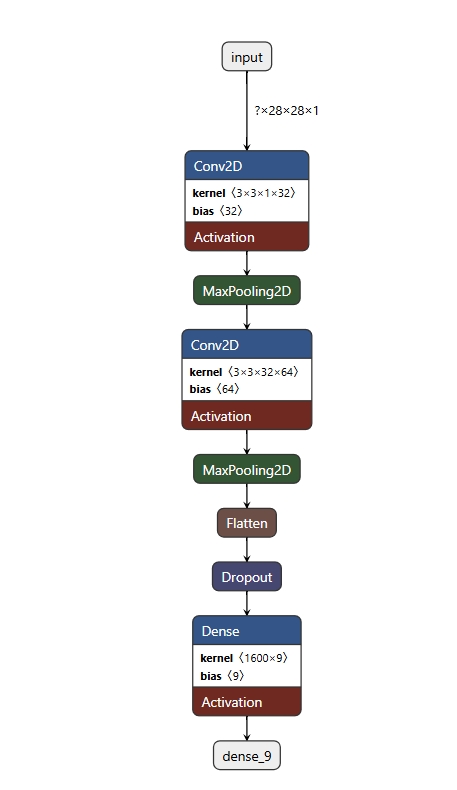 input
?×28×28×1
Conv2D
kernel 〈3×3×1×32〉
bias 〈32〉
Activation
MaxPooling2D
Conv2D
kernel 〈3×3×32×64〉
bias 〈64〉
Activation
MaxPooling2D
Flatten
Dropout
Dense
kernel 〈1600×9〉
bias 〈9〉
Activation
dense_9